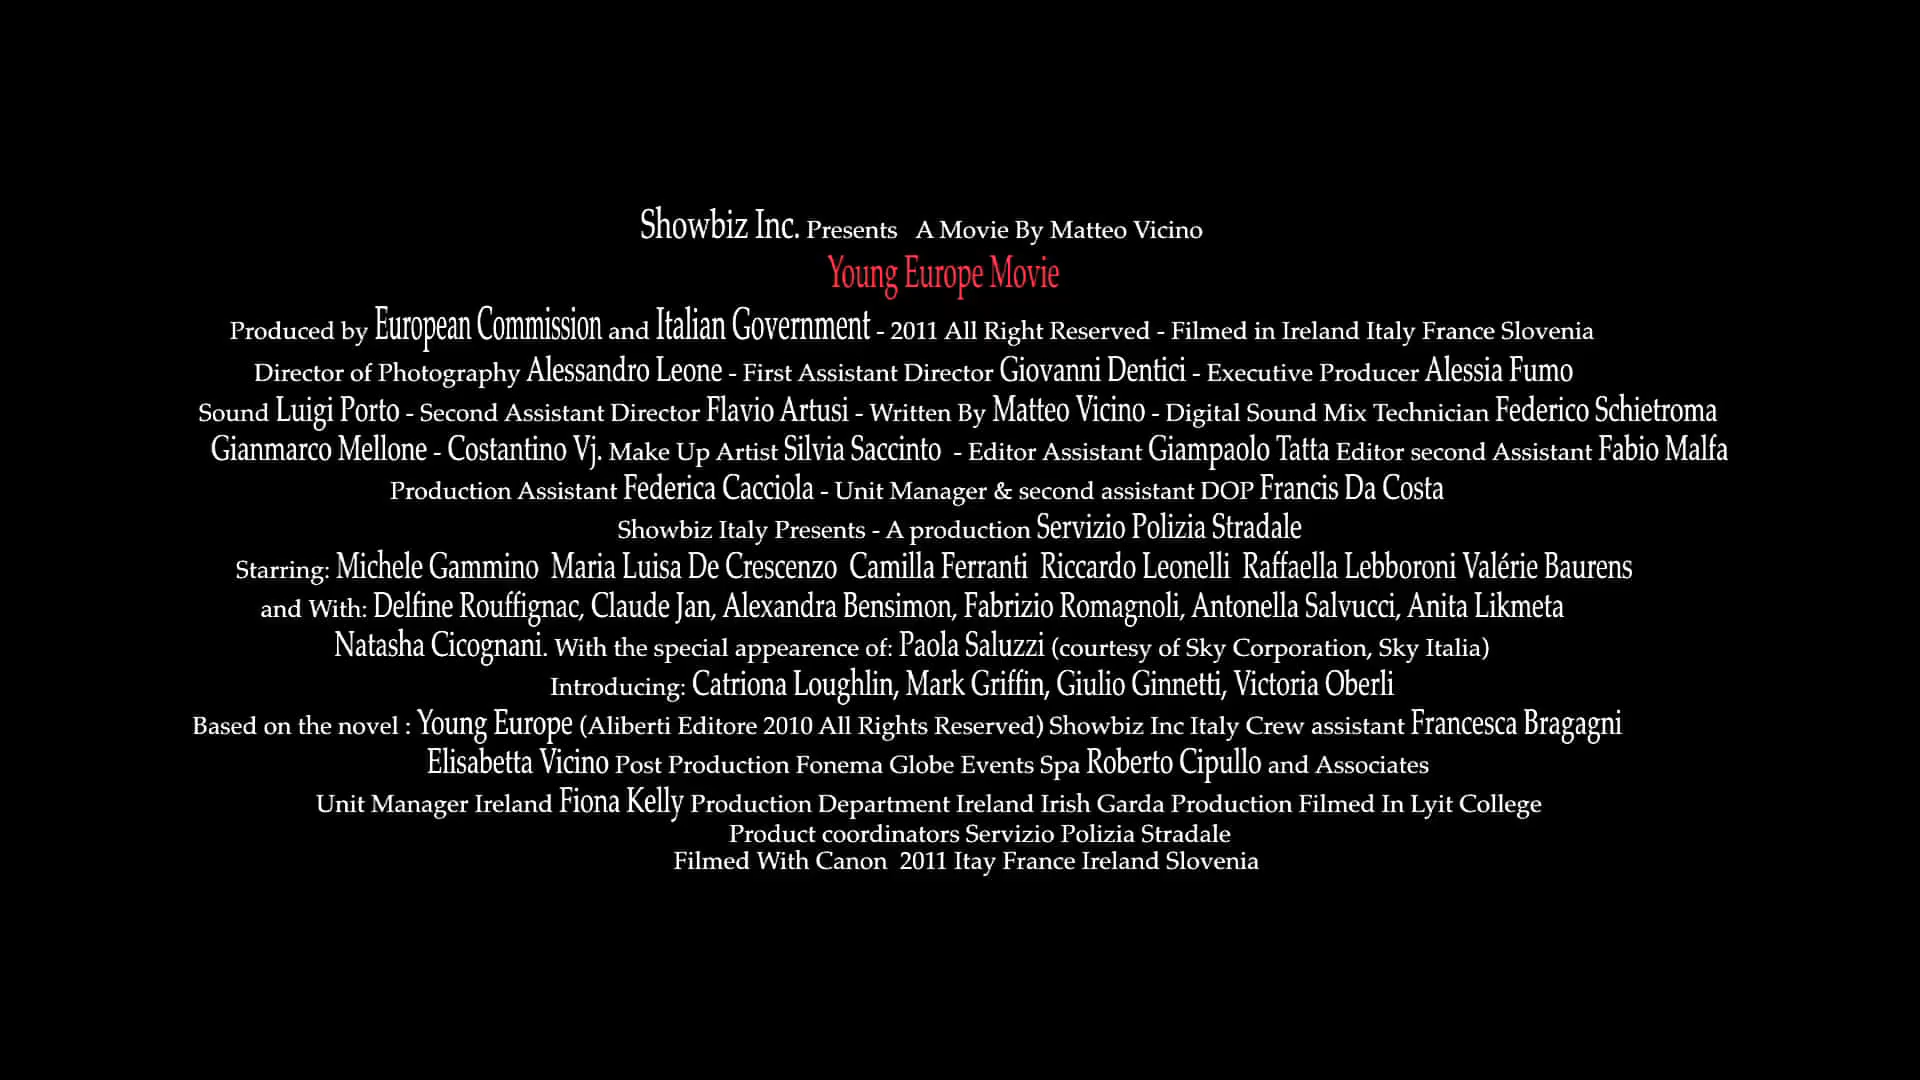 Showbiz Inc. Presents A Movie By Matteo Vicino
Young Europe Movie
Produced by European Commission and Italian Government - 2011 All Right Reserved - Filmed in Ireland Italy France Slovenia
Director of Photography Alessandro Leone - First Assistant Director Giovanni Dentici - Executive Producer Alessia Fumo
Sound Luigi Porto - Second Assistant Director Flavio Artusi - Written By Matteo Vicino - Digital Sound Mix Technician Federico Schietroma
Gianmarco Mellone - Costantino Vj. Make Up Artist Silvia Saccinto - Editor Assistant Giampaolo Tatta Editor second Assistant Fabio Malfa
Production Assistant Federica Cacciola - Unit Manager & second assistant DOP Francis Da Costa
Showbiz Italy Presents - A production Servizio Polizia Stradale
Starring: Michele Gammino Maria Luisa De Crescenzo Camilla Ferranti Riccardo Leonelli Raffaella Lebboroni Valérie Baurens
and With: Delfine Rouffignac, Claude Jan, Alexandra Bensimon, Fabrizio Romagnoli, Antonella Salvucci, Anita Likmeta
Natasha Cicognani. With the special appearence of: Paola Saluzzi (courtesy of Sky Corporation, Sky Italia)
Introducing: Catriona Loughlin, Mark Griffin, Giulio Ginnetti, Victoria Oberli
Based on the novel : Young Europe (Aliberti Editore 2010 All Rights Reserved) Showbiz Inc Italy Crew assistant Francesca Bragagni
Elisabetta Vicino Post Production Fonema Globe Events Spa Roberto Cipullo and Associates
Unit Manager Ireland Fiona Kelly Production Department Ireland Irish Garda Production Filmed In Lyit College
Product coordinators Servizio Polizia Stradale
Filmed With Canon 2011 Itay France Ireland Slovenia